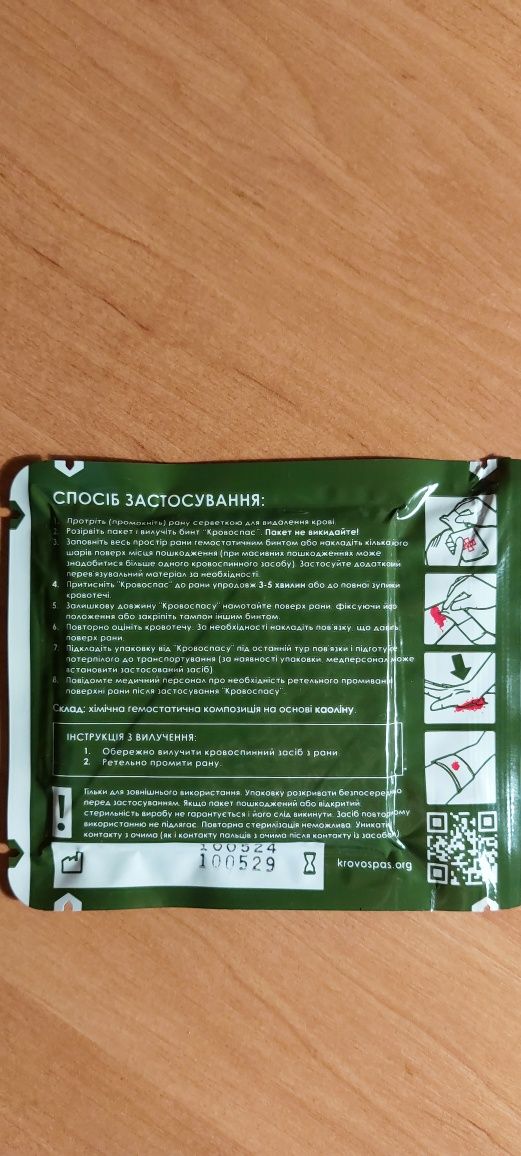 СПОСІБ ЗАСТОСУВАННЯ:
1. Протріть (промокніть) рану серветкою для видалення крові.
2. Розірвіть пакет і вилучіть бинт "Кровоспас". Пакет не викидайте!
3. Заповніть весь простір рани гемостатичним бинтом або накладіть кілька його
шарів поверх місця пошкодження (при масивних пошкодженнях може
знадобитися більше одного кровоспинного засобу). Застосуйте додатковий
перев'язувальний матеріал за необхідності.
4. Притисніть "Кровоспас" до рани упродовж 3-5 хвилин або до повної зупинки
кровотечі.
5. Залишкову довжину "Кровоспасу" намотайте поверх рани, фіксуючи його
положення або закріпіть тампон іншим бинтом.
6. Повторно оцініть кровотечу. За необхідності накладіть пов'язку, що давить
поверх рани.
7. Підкладіть упаковку від "Кровоспасу" під останній тур пов'язки і підготуйте
потерпілого до транспортування (за наявності упаковки, медперсонал може
встановити застосований засіб).
8. Повідомте медичний персонал про необхідність ретельного промивання
поверхні рани після застосування "Кровоспасу".
Склад: хімічна гемостатична композиція на основі каоліну.
ІНСТРУКЦІЯ З ВИЛУЧЕННЯ:
1. Обережно вилучити кровоспинний засіб з рани.
2. Ретельно промити рану.
Тільки для зовнішнього використання. Упаковку розкривати безпосередньо
перед застосуванням. Якщо пакет пошкоджений або відкритий
стерильність виробу не гарантується і його слід викинути. Засіб повторному
використанню не підлягає. Повторна стерилізація неможлива. Уникати
контакту з очима (як і контакту пальців з очима після контакту із засобом)
100524
100529
krovospas.org